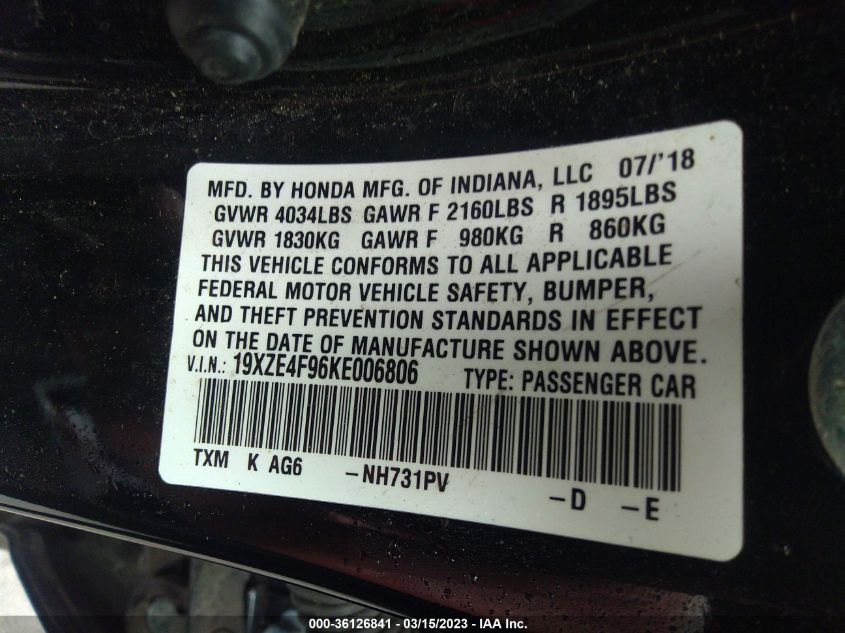 MFD. BY HONDA MFG. OF INDIANA, LLC 07/'18
GVWR 4034LBS GAWR F 2160LBS R 1895LBS
GVWR 1830KG GAWR F 980KG R 860KG
THIS VEHICLE CONFORMS TO ALL APPLICABLE
FEDERAL MOTOR VEHICLE SAFETY, BUMPER,
AND THEFT PREVENTION STANDARDS IN EFFECT
ON THE DATE OF MANUFACTURE SHOWN ABOVE.
V.I.N.: 19XZE4F96KE006806 TYPE: PASSENGER CAR
TXM K AG6 –NH731PV –D –E
000-36126841 - 03/15/2023 - IAA Inc.